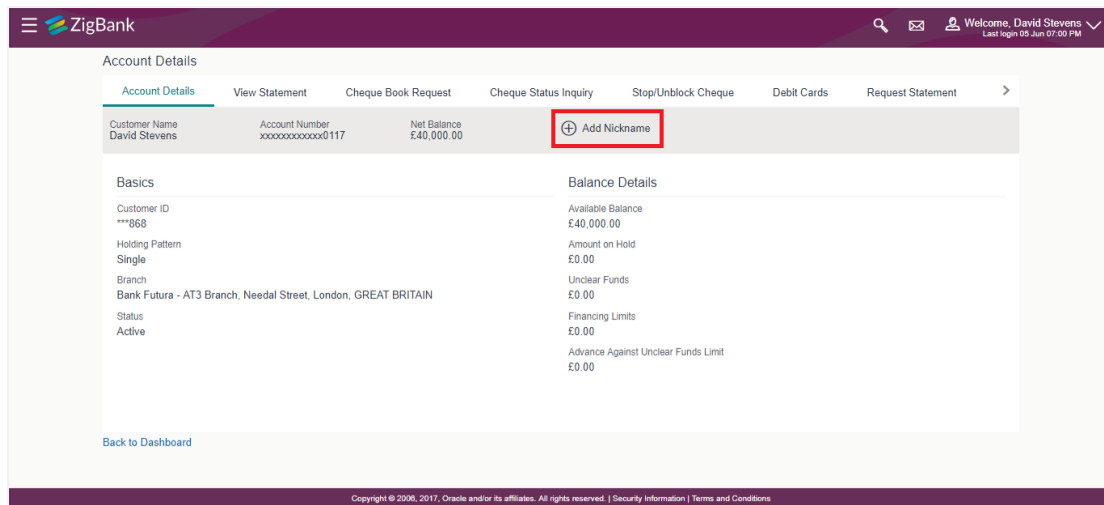 ZigBank
Welcome, David Stevens
Last login 05 Jun 07:00 PM
Account Details
Account Details View Statement Cheque Book Request Cheque Status Inquiry Stop/Unblock Cheque Debit Cards Request Statement >
Customer Name Account Number Net Balance
David Stevens xxxxxxxxxxxx0117 £40,000.00
Add Nickname
Basics
Customer ID
***868
Holding Pattern
Single
Branch
Bank Futura - AT3 Branch, Needal Street, London, GREAT BRITAIN
Status
Active
Balance Details
Available Balance
£40,000.00
Amount on Hold
£0.00
Unclear Funds
£0.00
Financing Limits
£0.00
Advance Against Unclear Funds Limit
£0.00
Back to Dashboard
Copyright © 2006, 2017, Oracle and/or its affiliates. All rights reserved. | Security Information | Terms and Conditions